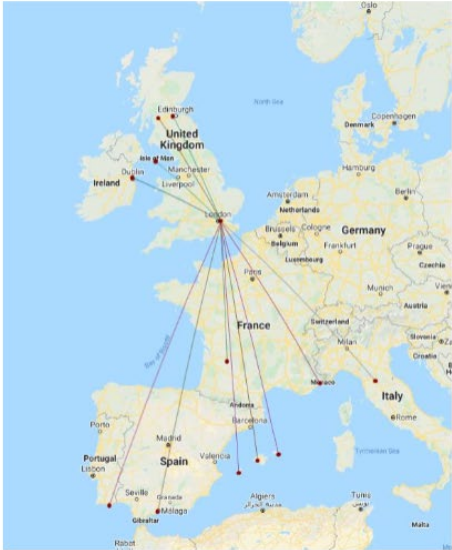 Oslo
Edinburgh
North Sea
United
Kingdom
Copenhagen
Denmark
Isle of Man
Manchester
Dublin
Liverpool
Ireland
Hamburg
Berlin
Amsterdam
Netherlands
London
Brussels
Cologne
Belgium
Germany
Frankfurt
Luxembourg
Prague
Czechia
Paris
Munich
Vien
Austria
France
Switzerland
Milan
Slovenia
Za
Croatia
Bay of Biscay
Monaco
Italy
Andorra
Rome
Porto
Barcelona
Madrid
Portugal
Spain
Valencia
Lisbon
Tyrrhenian Sea
Seville
Granada
Málaga
Gibraltar
Algiers
Tunis
Malta
Rabat